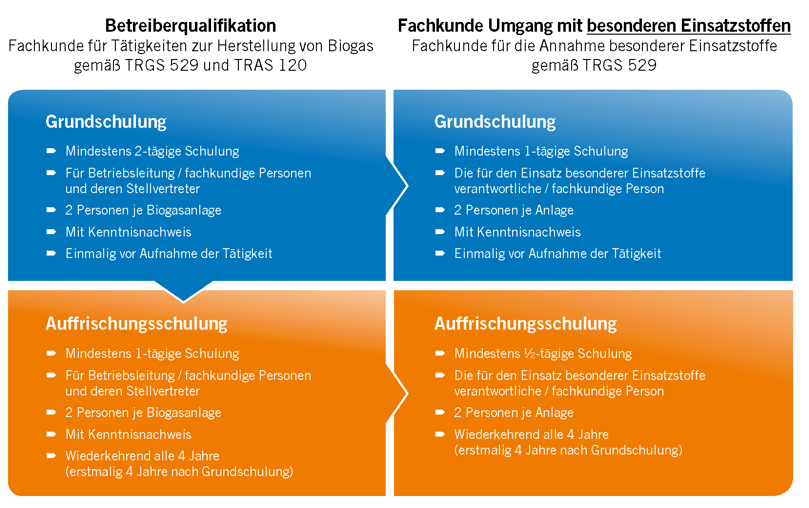 Betreiberqualifikation
Fachkunde für Tätigkeiten zur Herstellung von Biogas
gemäß TRGS 529 und TRAS 120
Fachkunde Umgang mit besonderen Einsatzstoffen
Fachkunde für die Annahme besonderer Einsatzstoffe
gemäß TRGS 529
Grundschulung
Mindestens 2-tägige Schulung
Für Betriebsleitung / fachkundige Personen
und deren Stellvertreter
2 Personen je Biogasanlage
Mit Kenntnisnachweis
Einmalig vor Aufnahme der Tätigkeit
Grundschulung
Mindestens 1-tägige Schulung
Die für den Einsatz besonderer Einsatzstoffe
verantwortliche / fachkundige Person
2 Personen je Anlage
Mit Kenntnisnachweis
Einmalig vor Aufnahme der Tätigkeit
Auffrischungsschulung
Mindestens 1-tägige Schulung
Für Betriebsleitung / fachkundige Personen
und deren Stellvertreter
2 Personen je Biogasanlage
Mit Kenntnisnachweis
Wiederkehrend alle 4 Jahre
(erstmalig 4 Jahre nach Grundschulung)
Auffrischungsschulung
Mindestens ½-tägige Schulung
Die für den Einsatz besonderer Einsatzstoffe
verantwortliche / fachkundige Person
2 Personen je Anlage
Wiederkehrend alle 4 Jahre
(erstmalig 4 Jahre nach Grundschulung)